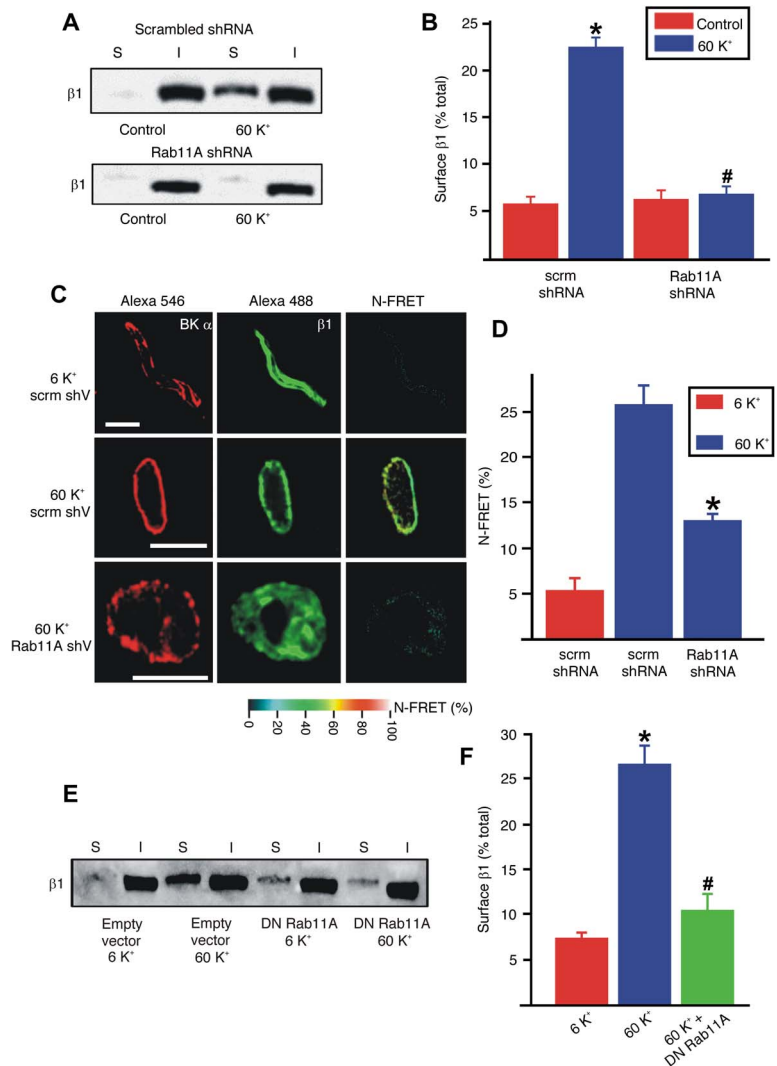 A
Scrambled shRNA
S I S I
β1
Control 60 K⁺
Rab11A shRNA
β1
Control 60 K⁺
B
Control
60 K⁺
Surface β1 (% total)
25
20
15
10
5
*
#
scrm shRNA
Rab11A shRNA
C
Alexa 546 Alexa 488 N-FRET
BK α
β1
6 K⁺
scrm shV
60 K⁺
scrm shV
60 K⁺
Rab11A shV
N-FRET (%)
0 20 40 60 80 100
D
6 K⁺
60 K⁺
N-FRET (%)
25
20
15
10
5
*
scrm shRNA
scrm shRNA
Rab11A shRNA
E
S I S I S I S I
β1
Empty vector 6 K⁺
Empty vector 60 K⁺
DN Rab11A 6 K⁺
DN Rab11A 60 K⁺
F
Surface β1 (% total)
30
25
20
15
10
5
*
#
6 K⁺
60 K⁺
60 K⁺ +
DN Rab11A